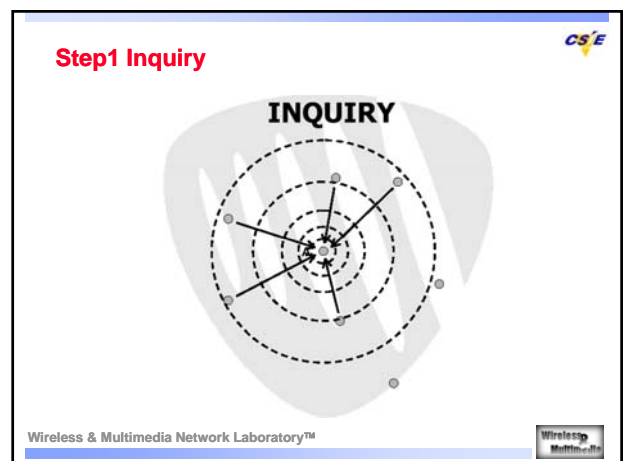 CSIE
Step1 Inquiry
INQUIRY
Wireless & Multimedia Network Laboratory™
Wireless
Multimedia